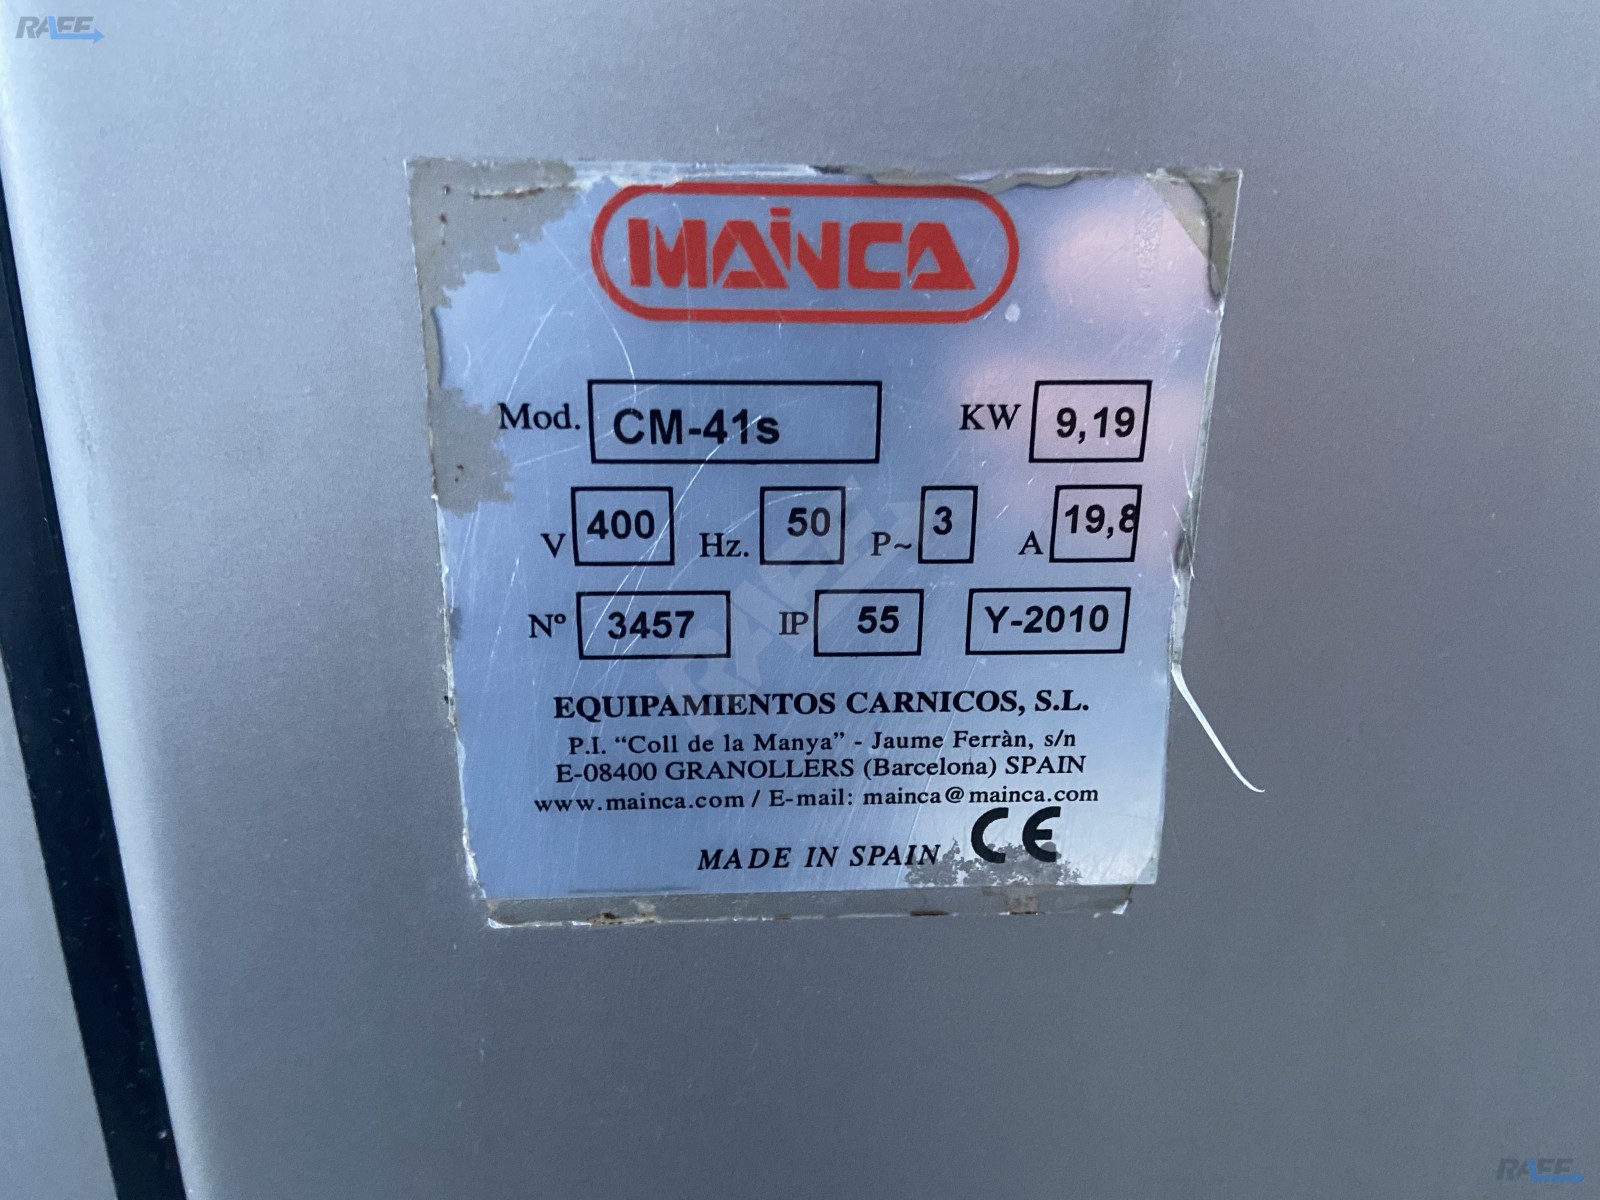 RAEE
MAiNCA
Mod. CM-41s KW 9,19
V 400 Hz. 50 P~ 3 A 19,8
Nº 3457 IP 55 Y-2010
RAEE
EQUIPAMIENTOS CARNICOS, S.L.
P.I. “Coll de la Manya” - Jaume Ferràn, s/n
E-08400 GRANOLLERS (Barcelona) SPAIN
www.mainca.com / E-mail: mainca@mainca.com
MADE IN SPAIN CE
RAEE